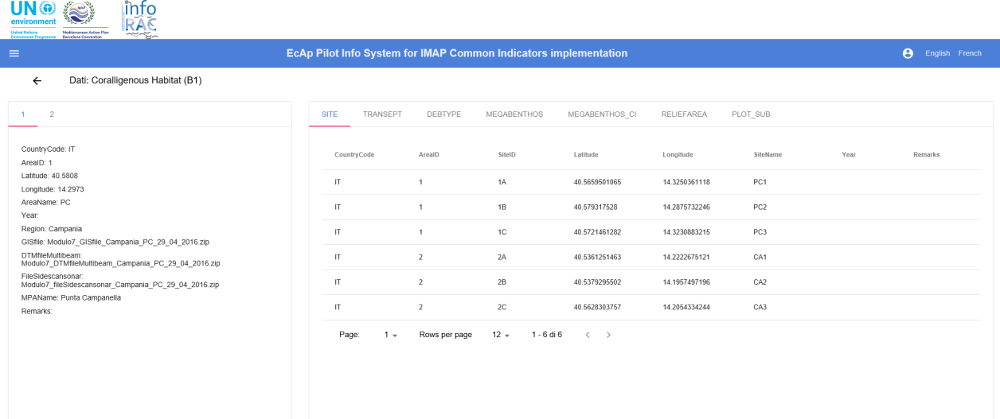 UN
environment
United Nations
Environment Programme
MAP
Mediterranean Action Plan
Barcelona Convention
info
RAC
EcAp Pilot Info System for IMAP Common Indicators implementation
English French
Dati: Coralligenous Habitat (B1)
1 2
CountryCode: IT
AreaID: 1
Latitude: 40.5808
Longitude: 14.2973
AreaName: PC
Year:
Region: Campania
GISfile: Modulo7_GISfile_Campania_PC_29_04_2016.zip
DTMfileMultibeam:
Modulo7_DTMfileMultibeam_Campania_PC_29_04_2016.zip
FileSidescansonar:
Modulo7_fileSidescansonar_Campania_PC_29_04_2016.zip
MPAName: Punta Campanella
Remarks:
SITE TRANSEPT DEBTYPE MEGABENTHOS MEGABENTHOS_CI RELIEFAREA PLOT_SUB
CountryCode AreaID SiteID Latitude Longitude SiteName Year Remarks
IT 1 1A 40.5659501065 14.3250361118 PC1
IT 1 1B 40.579317528 14.2875732246 PC2
IT 1 1C 40.5721461282 14.3230883215 PC3
IT 2 2A 40.5361251463 14.2222675121 CA1
IT 2 2B 40.5379295502 14.1957497196 CA2
IT 2 2C 40.5628303757 14.2054334244 CA3
Page: 1 Rows per page 12 1 - 6 di 6